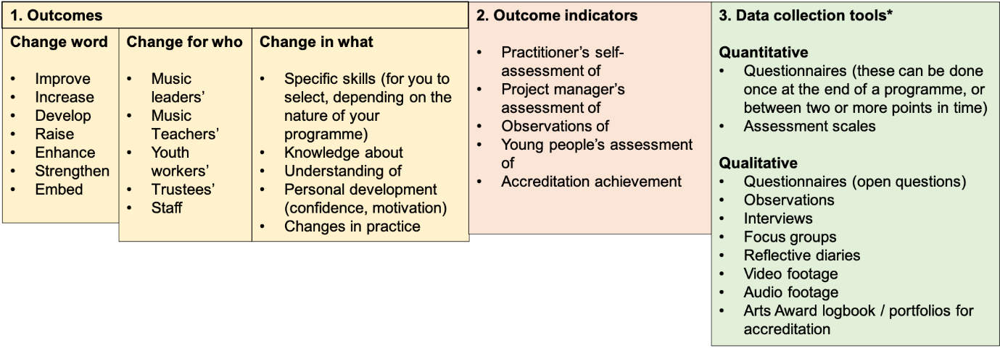 1. Outcomes
Change word
• Improve
• Increase
• Develop
• Raise
• Enhance
• Strengthen
• Embed
Change for who
• Music
leaders’
• Music
Teachers’
• Youth
workers’
• Trustees’
• Staff
Change in what
• Specific skills (for you to
select, depending on the
nature of your
programme)
• Knowledge about
• Understanding of
• Personal development
(confidence, motivation)
• Changes in practice
2. Outcome indicators
• Practitioner’s self-
assessment of
• Project manager’s
assessment of
• Observations of
• Young people’s assessment
of
• Accreditation achievement
3. Data collection tools*
Quantitative
• Questionnaires (these can be done
once at the end of a programme, or
between two or more points in time)
• Assessment scales
Qualitative
• Questionnaires (open questions)
• Observations
• Interviews
• Focus groups
• Reflective diaries
• Video footage
• Audio footage
• Arts Award logbook / portfolios for
accreditation